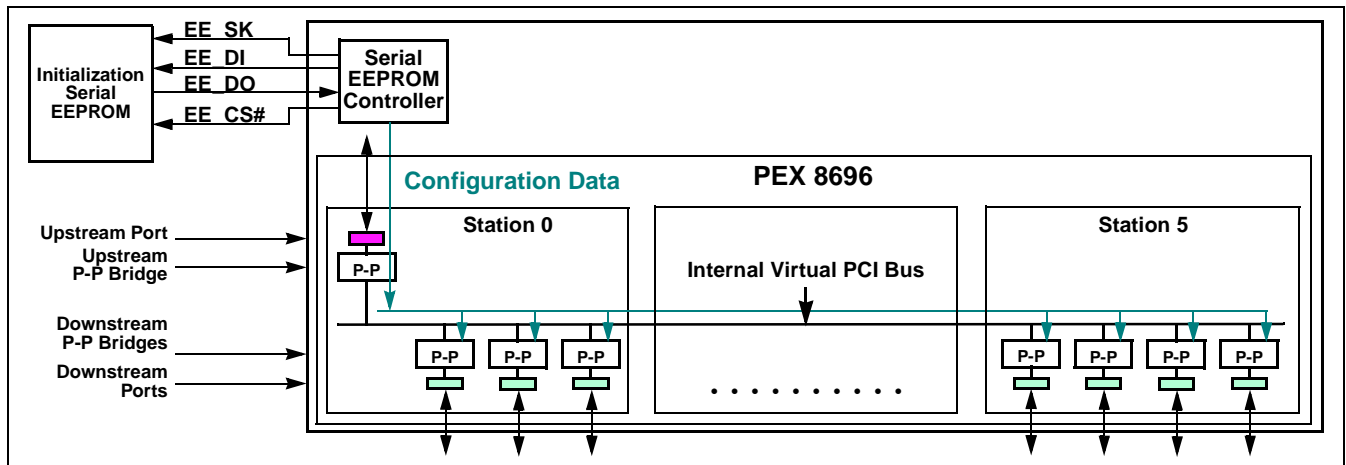 EE_SK
EE_DI
EE_DO
EE_CS#
Initialization
Serial
EEPROM
Serial
EEPROM
Controller
Configuration Data
PEX 8696
Station 0
Station 5
Upstream Port
Upstream
P-P Bridge
P-P
Internal Virtual PCI Bus
Downstream
P-P Bridges
Downstream
Ports
P-P P-P P-P
P-P P-P P-P P-P
. . . . . . . . . .